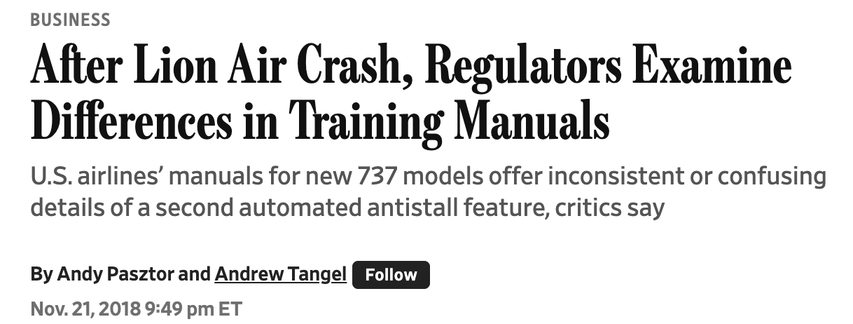 BUSINESS
After Lion Air Crash, Regulators Examine
Differences in Training Manuals
U.S. airlines’ manuals for new 737 models offer inconsistent or confusing
details of a second automated antistall feature, critics say
By Andy Pasztor and Andrew Tangel Follow
Nov. 21, 2018 9:49 pm ET